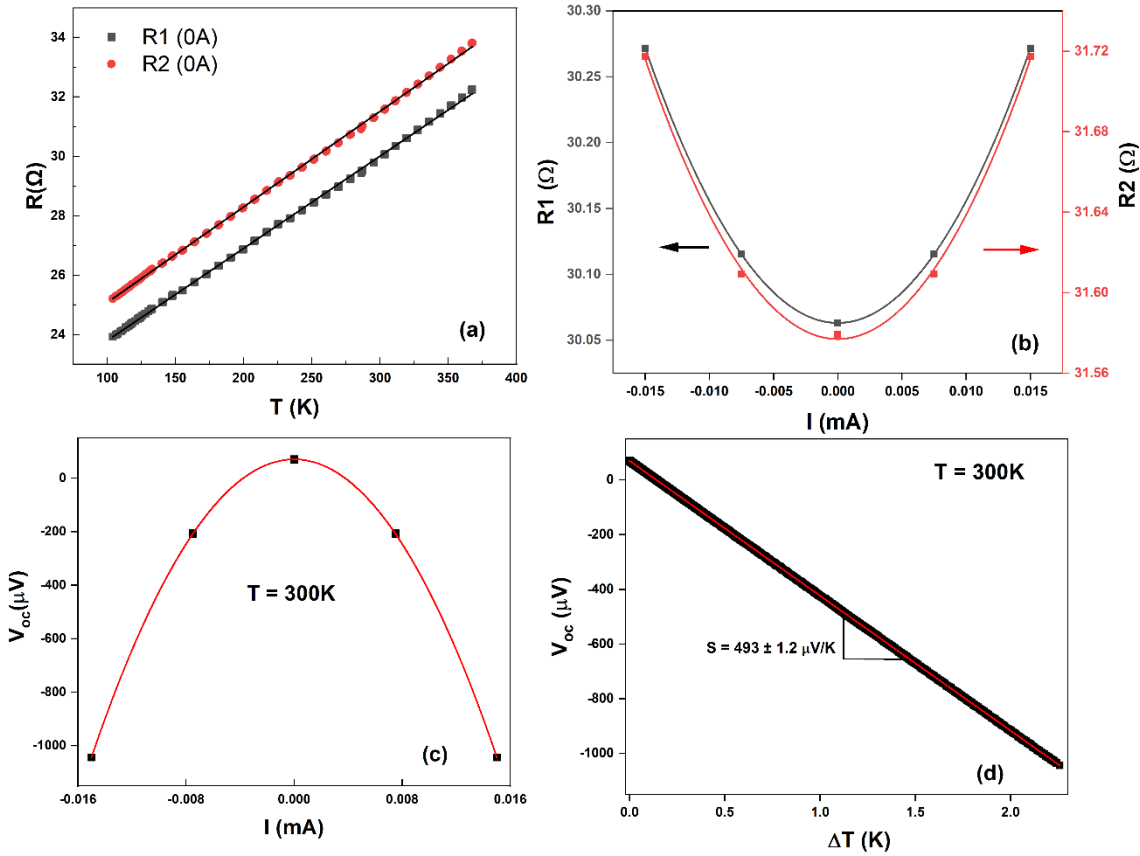 R1 (0A)
R2 (0A)
R(Ω)
34
32
30
28
26
24
100 150 200 250 300 350 400
T (K)
(a)
R1 (Ω)
30.30
30.25
30.20
30.15
30.10
30.05
-0.015 -0.010 -0.005 0.000 0.005 0.010 0.015
I (mA)
31.72
31.68
31.64
31.60
31.56
R2 (Ω)
(b)
V_oc(μV)
0
-200
-400
-600
-800
-1000
T = 300K
-0.016 -0.008 0.000 0.008 0.016
I (mA)
(c)
V_oc (μV)
0
-200
-400
-600
-800
-1000
T = 300K
S = 493 ± 1.2 μV/K
0.0 0.5 1.0 1.5 2.0
ΔT (K)
(d)